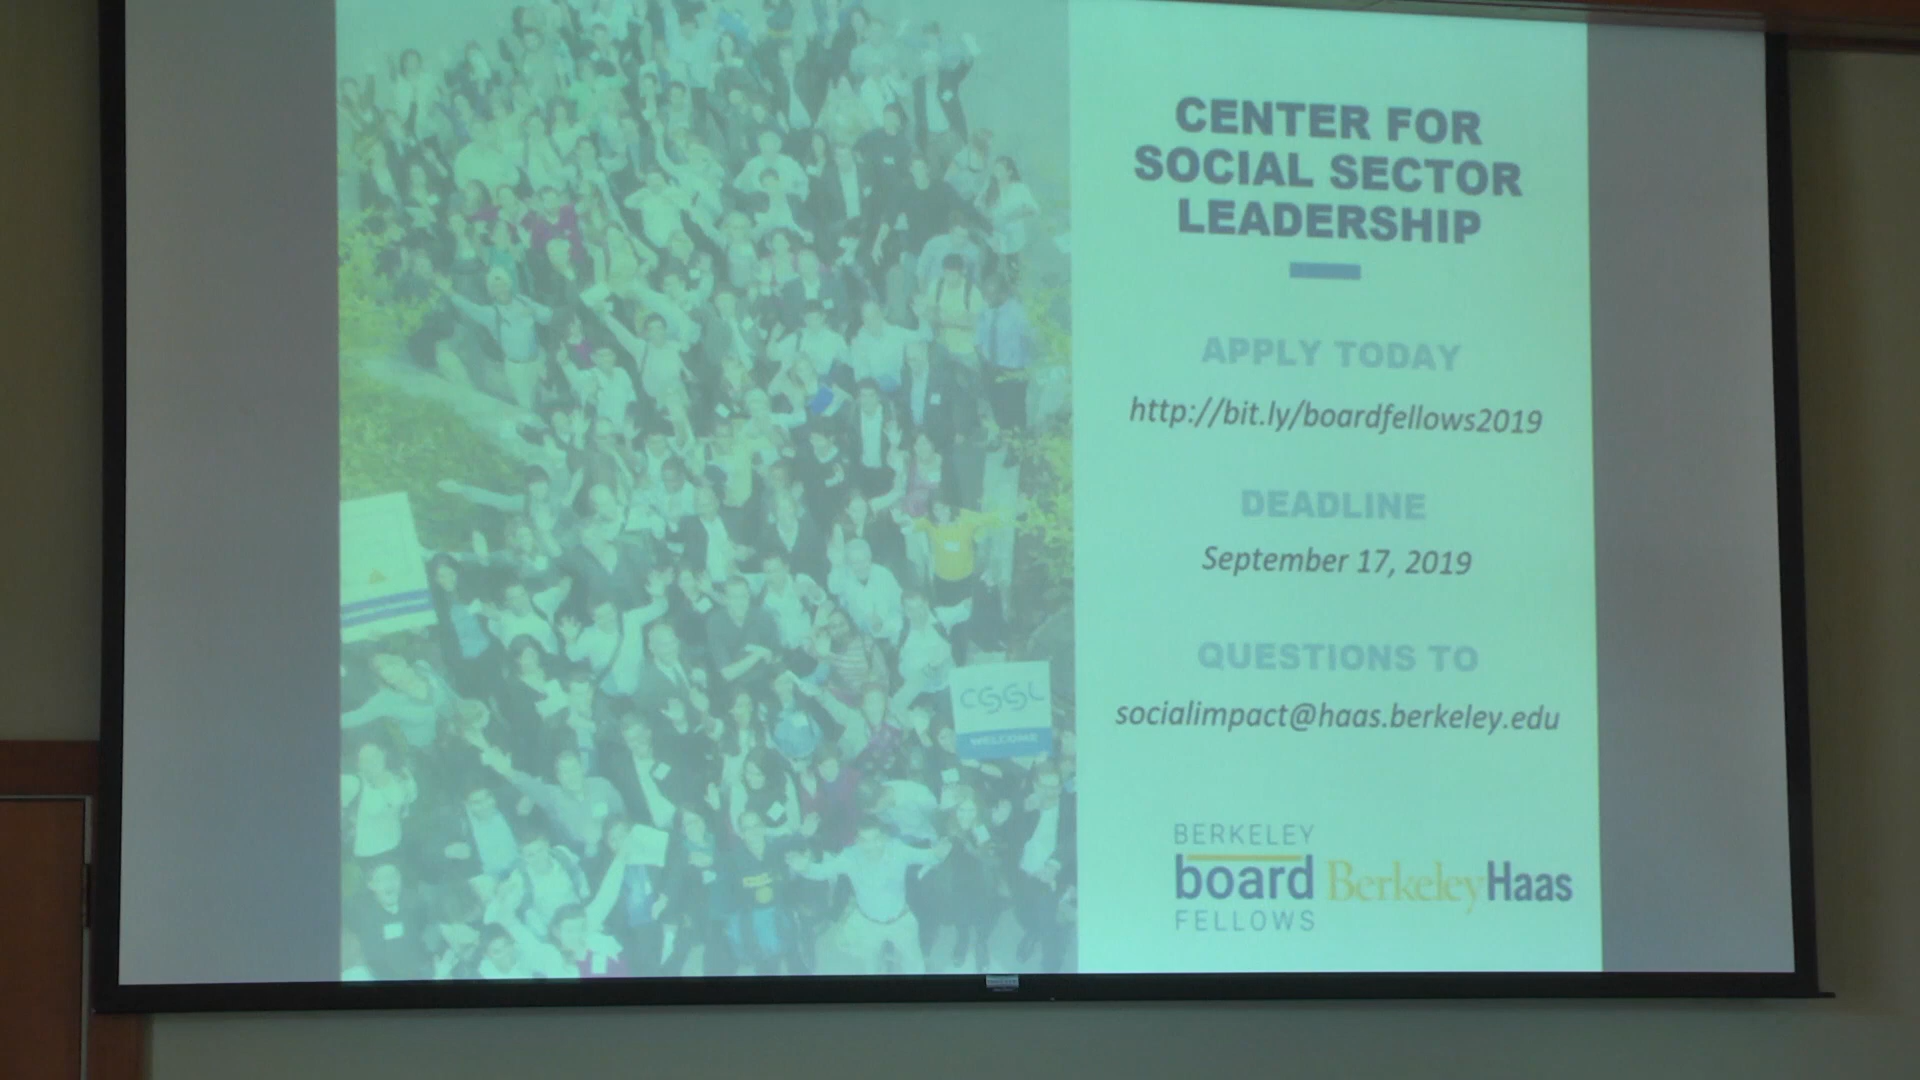 CENTER FOR
SOCIAL SECTOR
LEADERSHIP
APPLY TODAY
http://bit.ly/boardfellows2019
DEADLINE
September 17, 2019
QUESTIONS TO
socialimpact@haas.berkeley.edu
CSSL
WELCOME
BERKELEY
board
FELLOWS
BerkeleyHaas